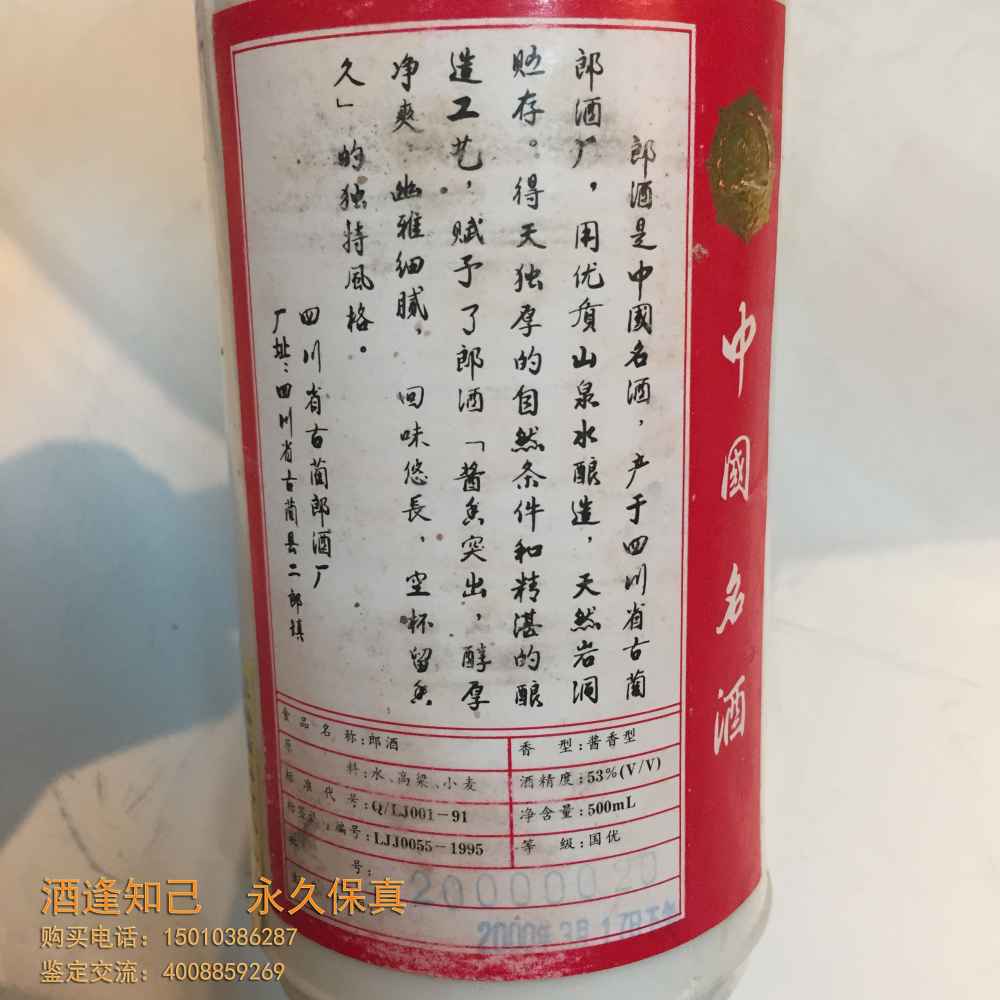 郎酒是中國名酒，产于四川省古蔺
郎酒厂，用优质山泉水酿造，天然岩洞
贮存。得天独厚的自然条件和精湛的酿
造工艺，赋予了郎酒「酱香突出，醇厚
净爽 幽雅细腻，回味悠長，空杯留香
久」的独特风格。
四川省古蔺郎酒厂
厂址：四川省古蔺县二郎镇
中國名酒
食品名称：郎酒
香型：酱香型
原料：水、高粱、小麦
酒精度：53%(V/V)
标准代号：Q/LJ001－91
净含量：500mL
编号：LJJ0055－1995
等级：国优
号：
20000020
2000年3月17日
酒逢知己 永久保真
购买电话：15010386287
鉴定交流：4008859269